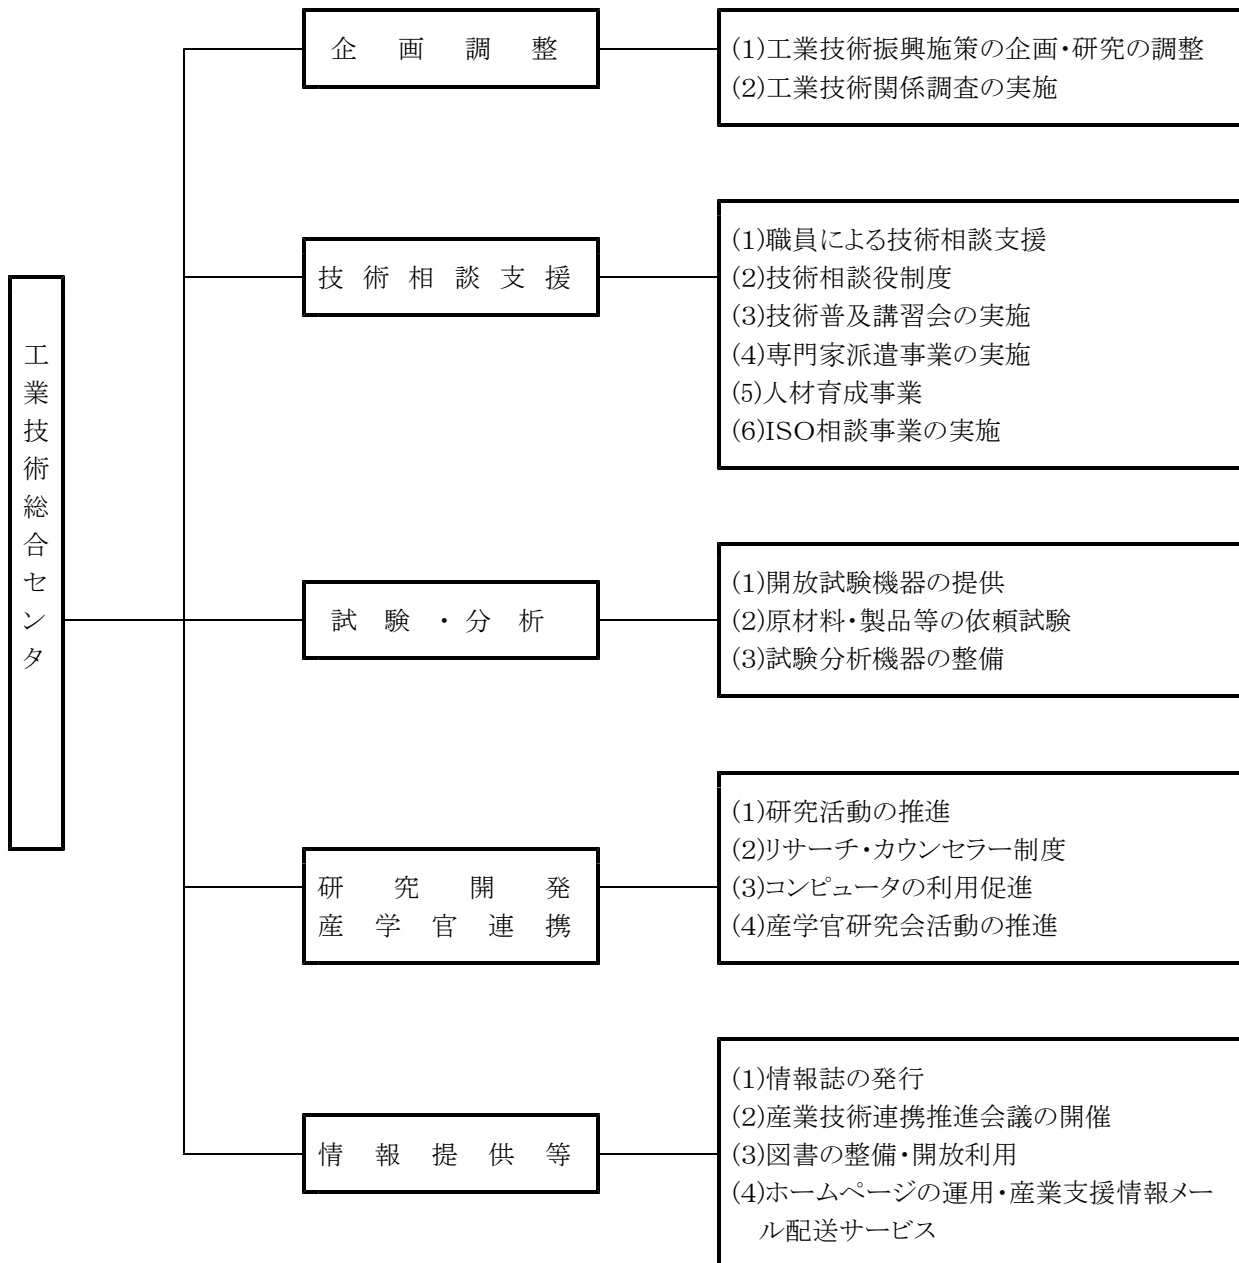 工業技術総合センタ
企画調整
(1)工業技術振興施策の企画・研究の調整
(2)工業技術関係調査の実施
技術相談支援
(1)職員による技術相談支援
(2)技術相談役制度
(3)技術普及講習会の実施
(4)専門家派遣事業の実施
(5)人材育成事業
(6)ISO相談事業の実施
試験・分析
(1)開放試験機器の提供
(2)原材料・製品等の依頼試験
(3)試験分析機器の整備
研究開発
産学官連携
(1)研究活動の推進
(2)リサーチ・カウンセラー制度
(3)コンピュータの利用促進
(4)産学官研究会活動の推進
情報提供等
(1)情報誌の発行
(2)産業技術連携推進会議の開催
(3)図書の整備・開放利用
(4)ホームページの運用・産業支援情報メー
ル配送サービス